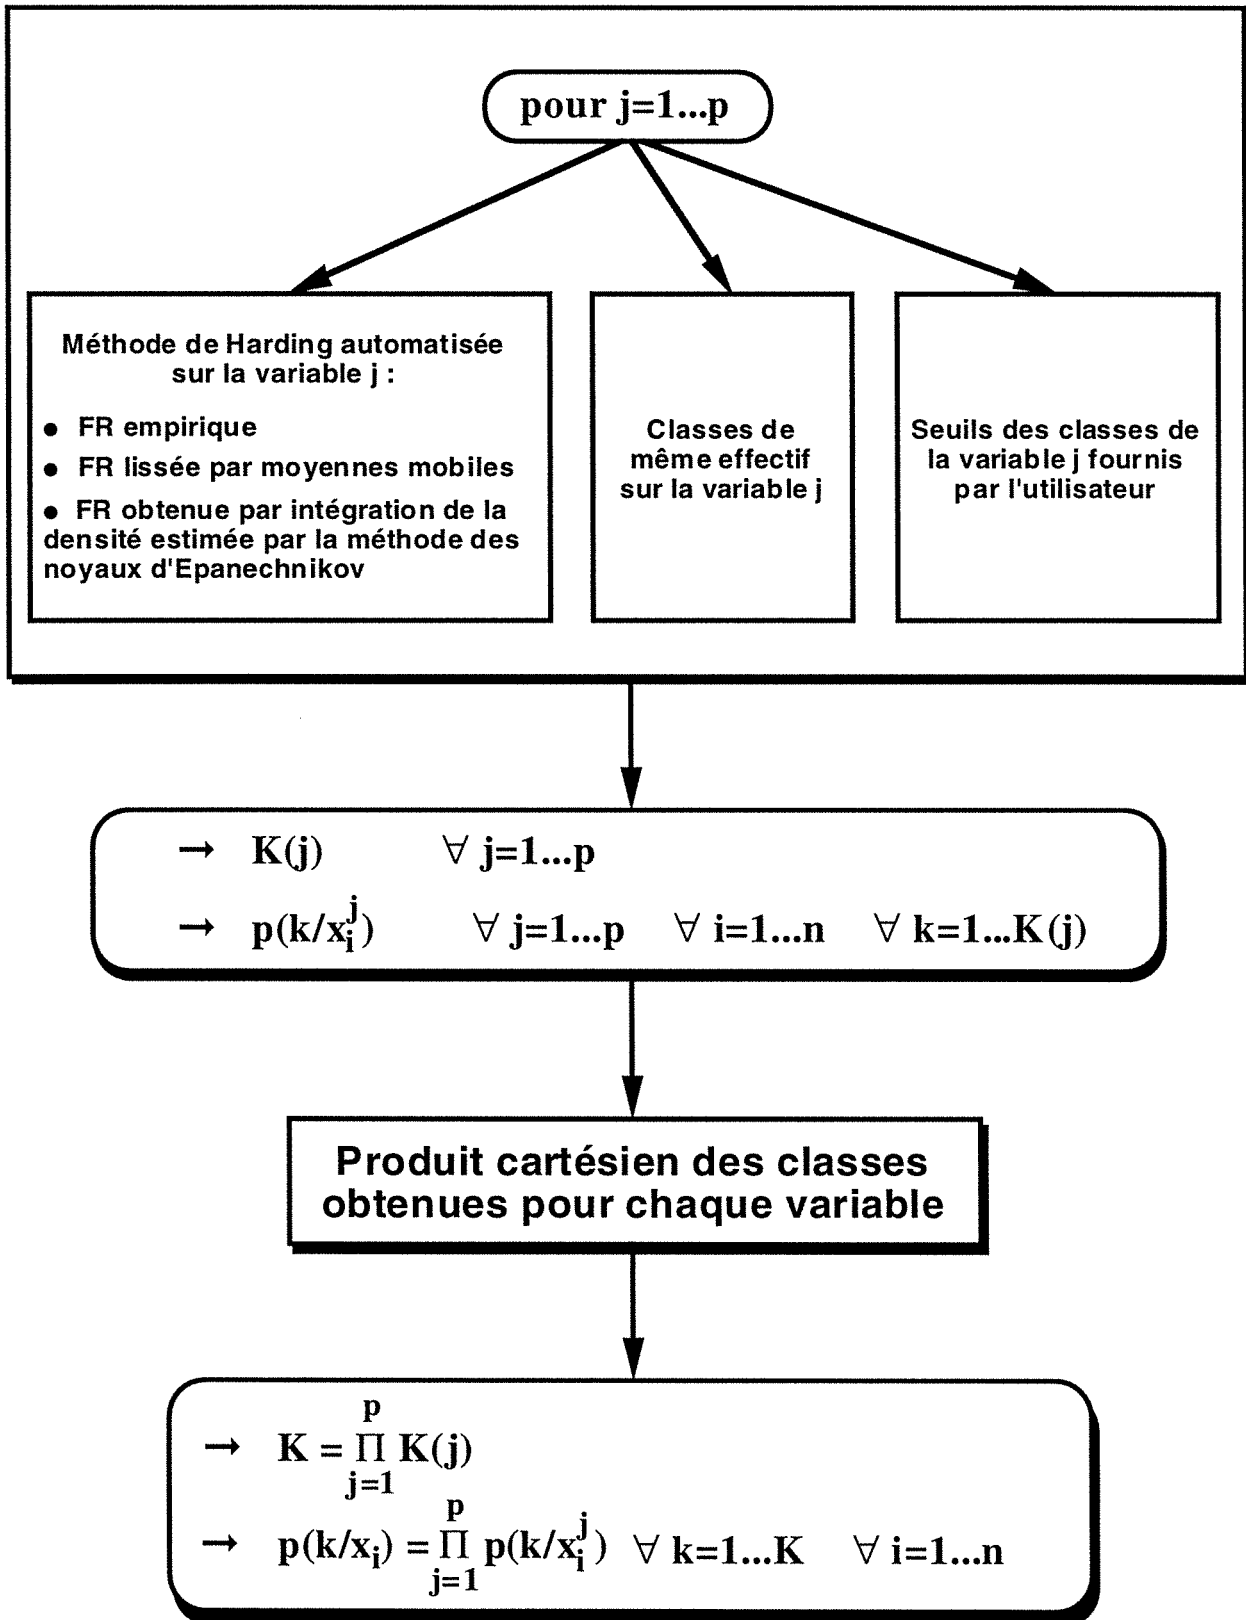 pour j=1...p
Méthode de Harding automatisée
sur la variable j :
● FR empirique
● FR lissée par moyennes mobiles
● FR obtenue par intégration de la
densité estimée par la méthode des
noyaux d'Epanechnikov
Classes de
même effectif
sur la variable j
Seuils des classes de
la variable j fournis
par l'utilisateur
→ K(j) ∀ j=1...p
→ p(k/x_i^j) ∀ j=1...p ∀ i=1...n ∀ k=1...K(j)
Produit cartésien des classes
obtenues pour chaque variable
→ K = ∏_{j=1}^{p} K(j)
→ p(k/x_i) = ∏_{j=1}^{p} p(k/x_i^j) ∀ k=1...K ∀ i=1...n